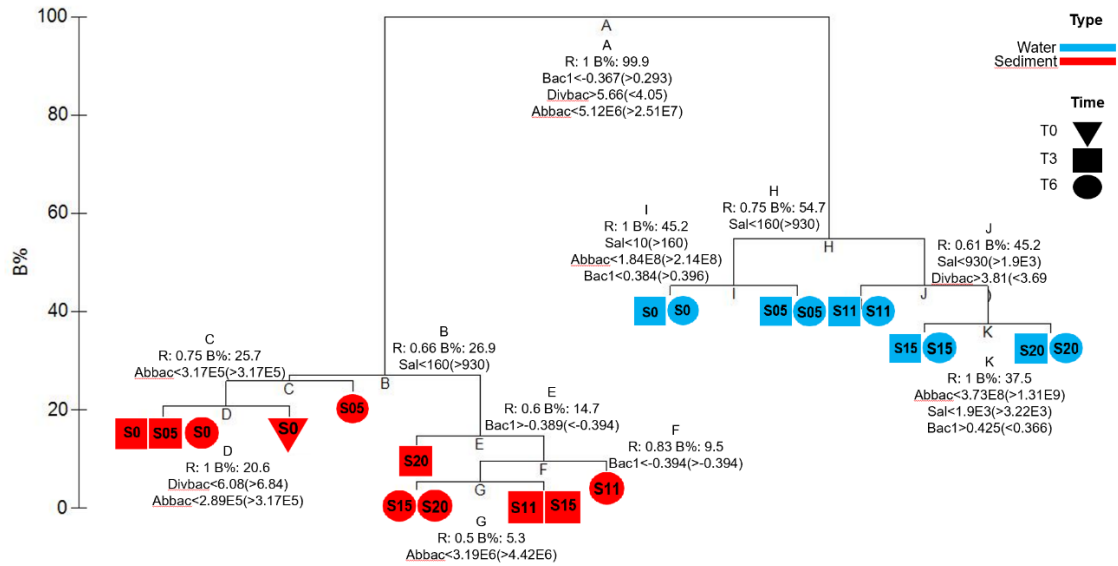 100
80
60
40
20
0
B%
A
A
R: 1 B%: 99.9
Bac1<-0.367(>0.293)
Divbac>5.66(<4.05)
Abbac<5.12E6(>2.51E7)
Type
Water
Sediment
Time
T0
T3
T6
H
R: 0.75 B%: 54.7
Sal<160(>930)
H
I
R: 1 B%: 45.2
Sal<10(>160)
Abbac<1.84E8(>2.14E8)
Bac1<0.384(>0.396)
I
J
R: 0.61 B%: 45.2
Sal<930(>1.9E3)
Divbac>3.81(<3.69
)
J
S0 S0 S05 S05 S11 S11
S15 S15 S20 S20
K
K
R: 1 B%: 37.5
Abbac<3.73E8(>1.31E9)
Sal<1.9E3(>3.22E3)
Bac1>0.425(<0.366)
B
R: 0.66 B%: 26.9
Sal<160(>930)
B
C
R: 0.75 B%: 25.7
Abbac<3.17E5(>3.17E5)
C
S05
D
S0 S05 S0 S0
D
R: 1 B%: 20.6
Divbac<6.08(>6.84)
Abbac<2.89E5(>3.17E5)
E
R: 0.6 B%: 14.7
Bac1>-0.389(<-0.394)
E
S20
F
R: 0.83 B%: 9.5
Bac1<-0.394(>-0.394)
F
S11
G
S15 S20 S11 S15
G
R: 0.5 B%: 5.3
Abbac<3.19E6(>4.42E6)